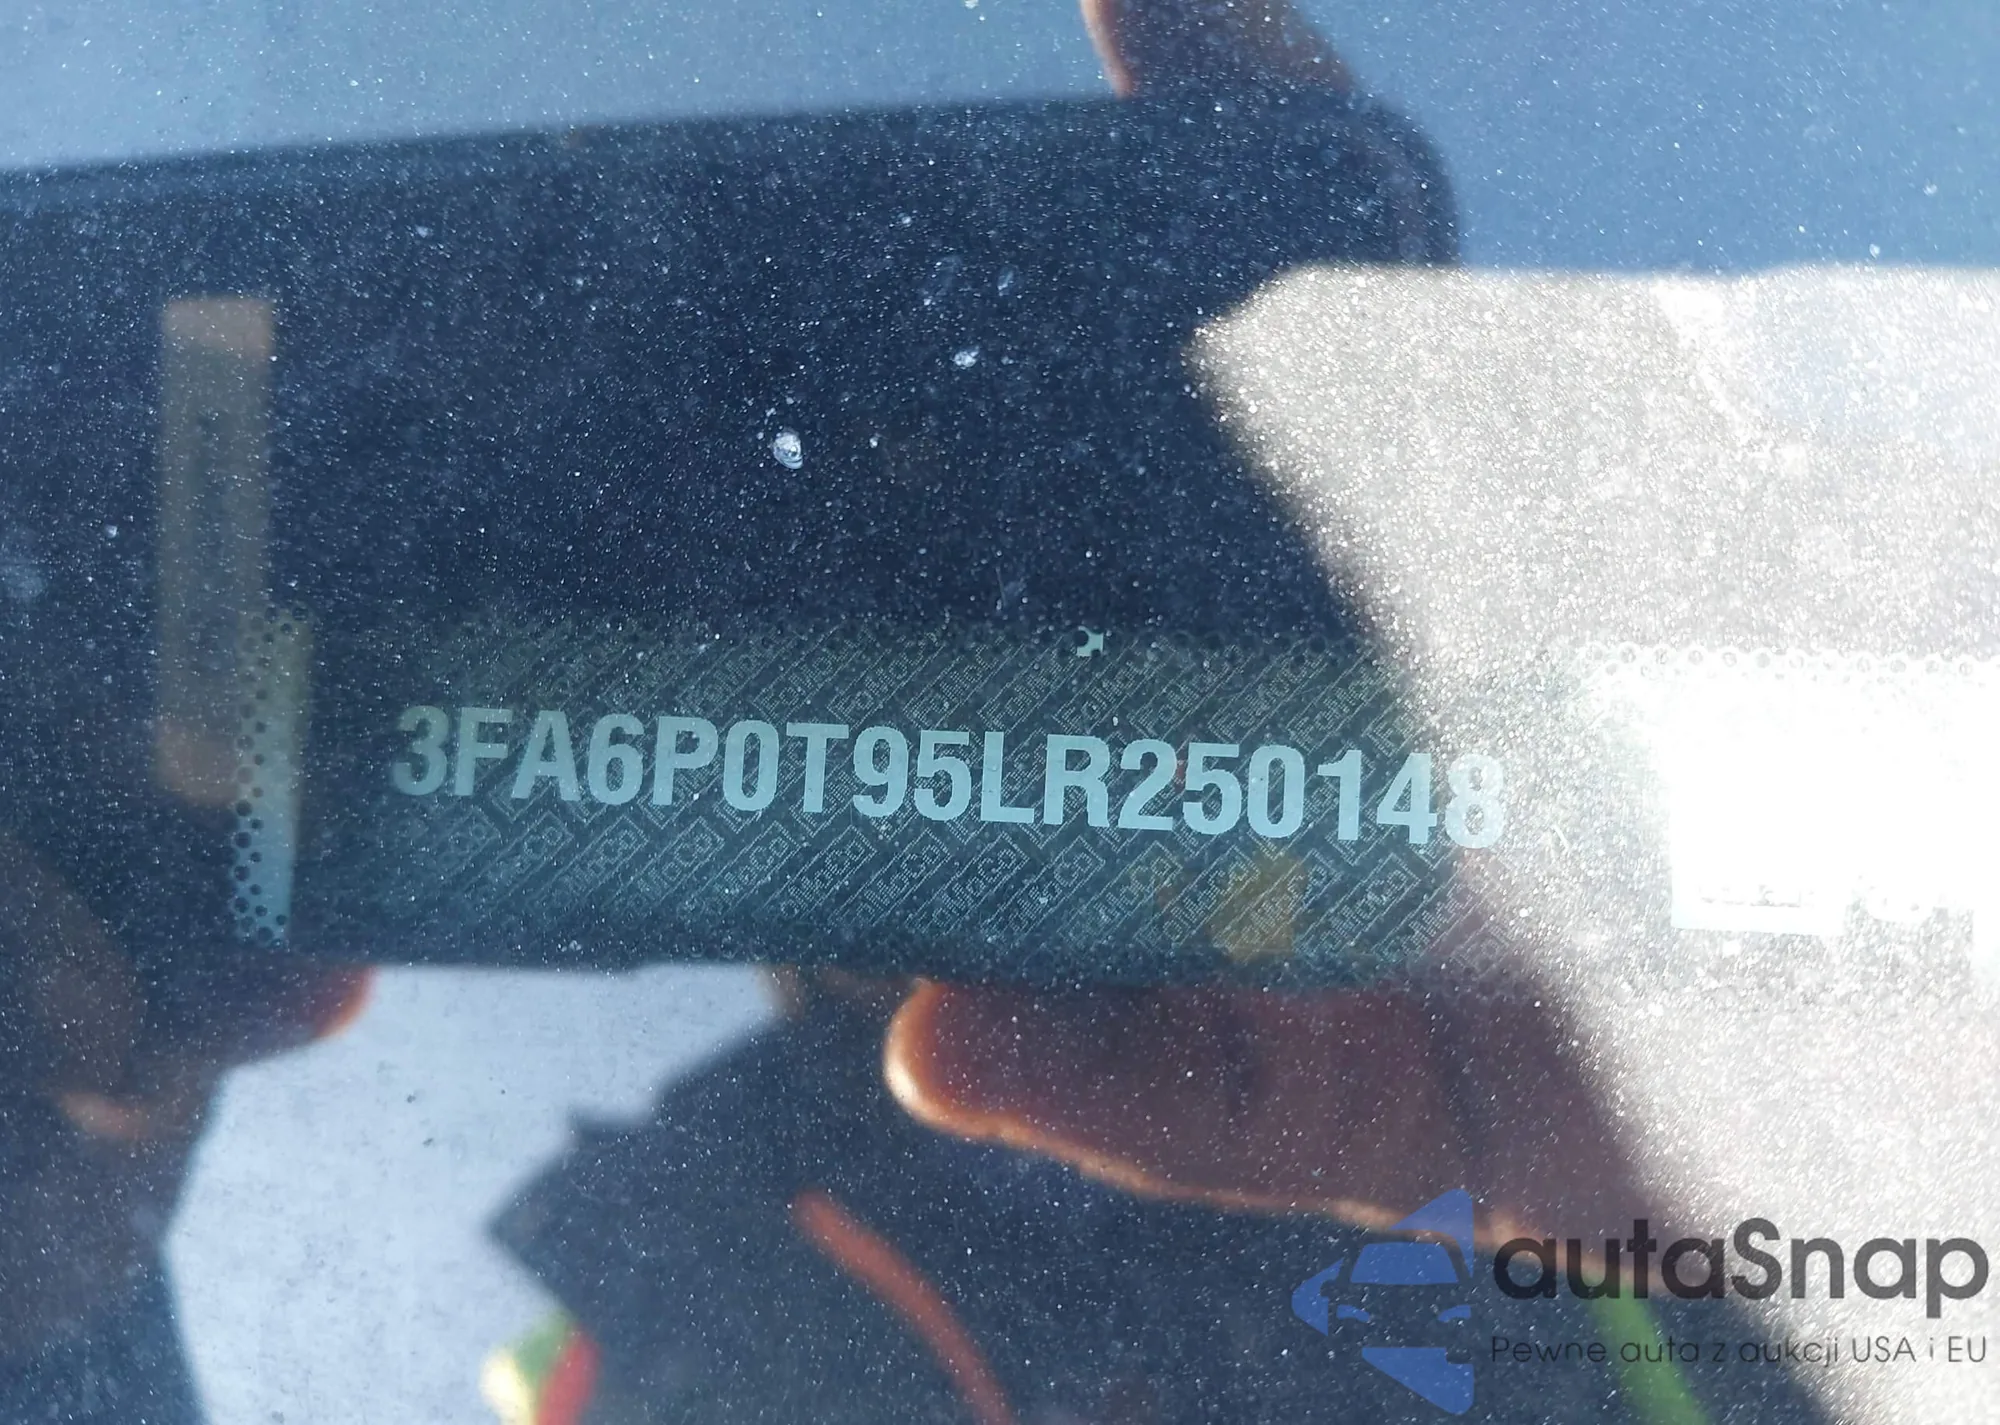 3FA6P0T95LR250148
autaSnap
Pewne auta z aukcji USA i EU